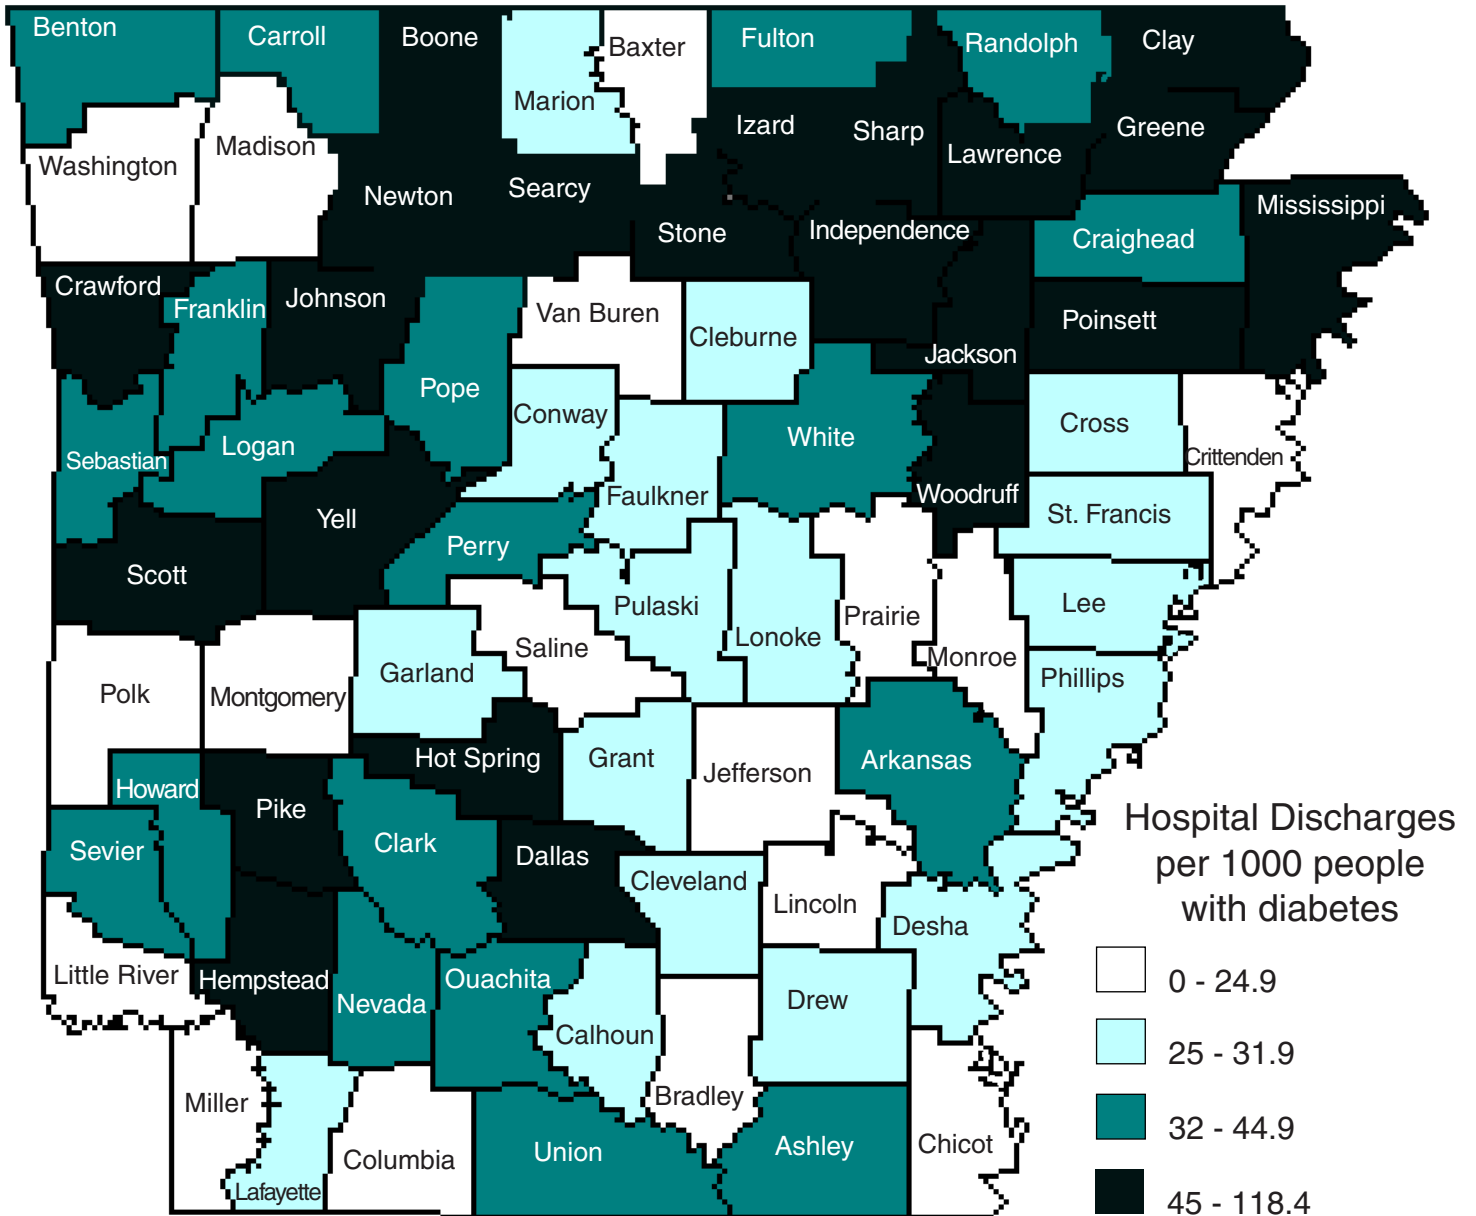 Benton
Carroll
Boone
Baxter
Fulton
Randolph
Clay
Marion
Izard
Sharp
Greene
Washington
Madison
Lawrence
Newton
Searcy
Mississippi
Stone
Independence
Craighead
Crawford
Franklin
Johnson
Van Buren
Cleburne
Poinsett
Jackson
Pope
Conway
White
Cross
Crittenden
Sebastian
Logan
Faulkner
Woodruff
St. Francis
Yell
Perry
Scott
Pulaski
Lonoke
Prairie
Lee
Saline
Monroe
Garland
Phillips
Polk
Montgomery
Hot Spring
Grant
Jefferson
Arkansas
Howard
Pike
Sevier
Clark
Dallas
Cleveland
Lincoln
Desha
Little River
Hempstead
Nevada
Ouachita
Drew
Calhoun
Miller
Bradley
Columbia
Union
Ashley
Chicot
Lafayette
Hospital Discharges
per 1000 people
with diabetes
0 - 24.9
25 - 31.9
32 - 44.9
45 - 118.4